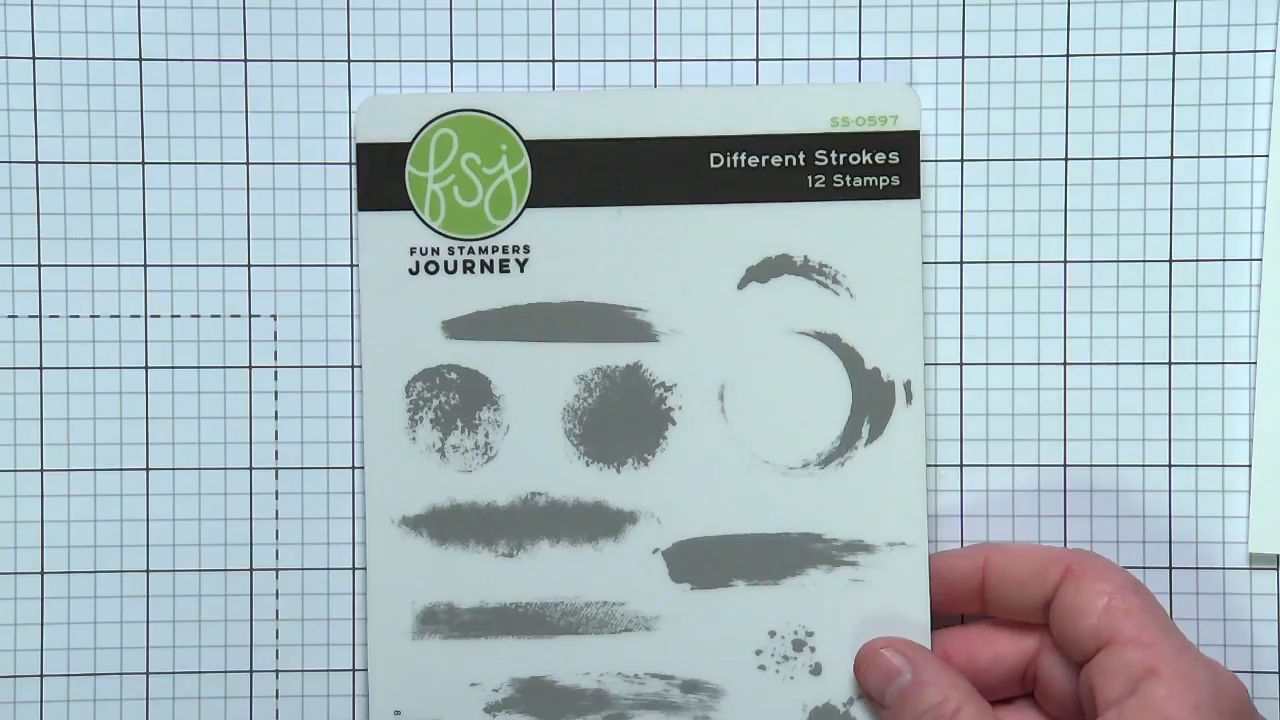 SS-0597
Different Strokes
12 Stamps
fsj
FUN STAMPERS
JOURNEY